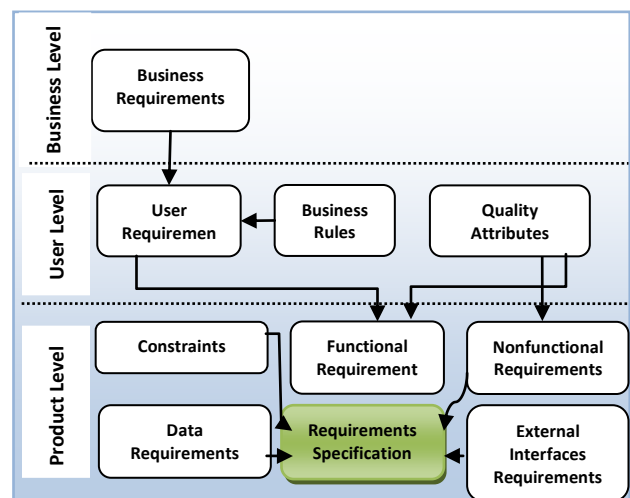 Business Level
Business
Requirements
User Level
User
Requiremen
Business
Rules
Quality
Attributes
Product Level
Constraints
Functional
Requirement
Nonfunctional
Requirements
Data
Requirements
Requirements
Specification
External
Interfaces
Requirements